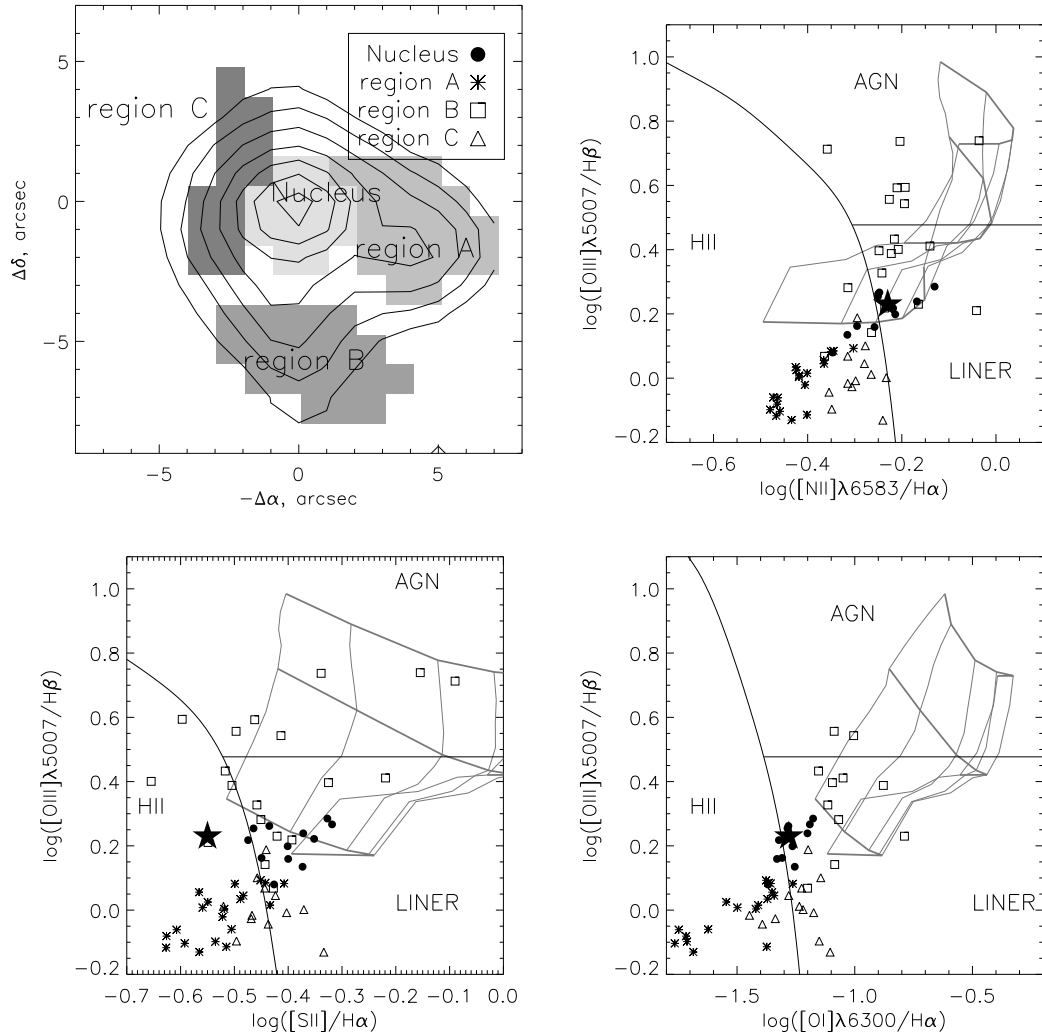 Nucleus
region A
region B
region C
region C
Nucleus
region A
region B
5
0
−5
−5
0
5
−Δα, arcsec
Δδ, arcsec
AGN
HII
LINER
1.0
0.8
0.6
0.4
0.2
0.0
−0.2
−0.6
−0.4
−0.2
0.0
log([NII]λ6583/Hα)
log([OIII]λ5007/Hβ)
AGN
HII
LINER
1.0
0.8
0.6
0.4
0.2
0.0
−0.2
−0.7
−0.6
−0.5
−0.4
−0.3
−0.2
−0.1
0.0
log([SII]/Hα)
log([OIII]λ5007/Hβ)
AGN
HII
LINER
1.0
0.8
0.6
0.4
0.2
0.0
−0.2
−1.5
−1.0
−0.5
log([OI]λ6300/Hα)
log([OIII]λ5007/Hβ)